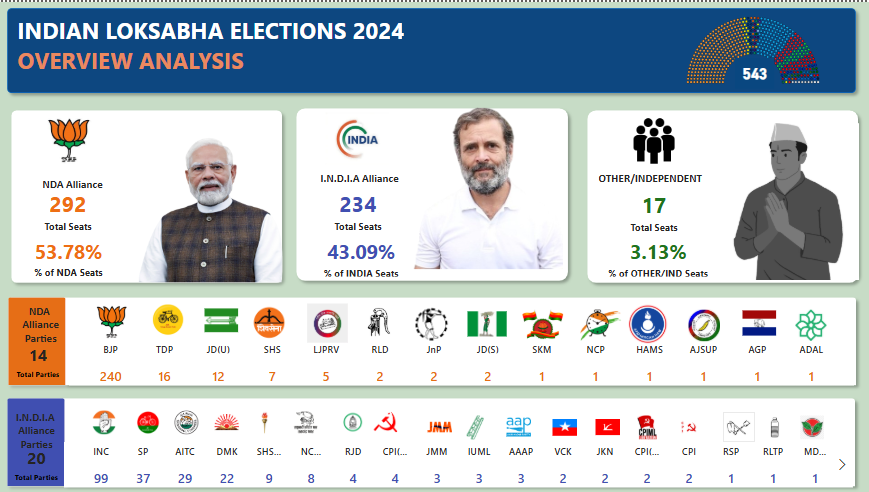 INDIAN LOKSABHA ELECTIONS 2024
OVERVIEW ANALYSIS
543
NDA Alliance
292
Total Seats
53.78%
% of NDA Seats
INDIA
I.N.D.I.A Alliance
234
Total Seats
43.09%
% of INDIA Seats
OTHER/INDEPENDENT
17
Total Seats
3.13%
% of OTHER/IND Seats
NDA
Alliance
Parties
14
Total Parties
BJP TDP JD(U) SHS LJPRV RLD JnP JD(S) SKM NCP HAMS AJSUP AGP ADAL
240 16 12 7 5 2 2 2 1 1 1 1 1 1
I.N.D.I.A
Alliance
Parties
20
Total Parties
JMM aap CPIML
INC SP AITC DMK SHS... NC... RJD CPI(... JMM IUML AAAP VCK JKN CPI(... CPI RSP RLTP MD...
99 37 29 22 9 8 4 4 3 3 3 2 2 2 2 1 1 1